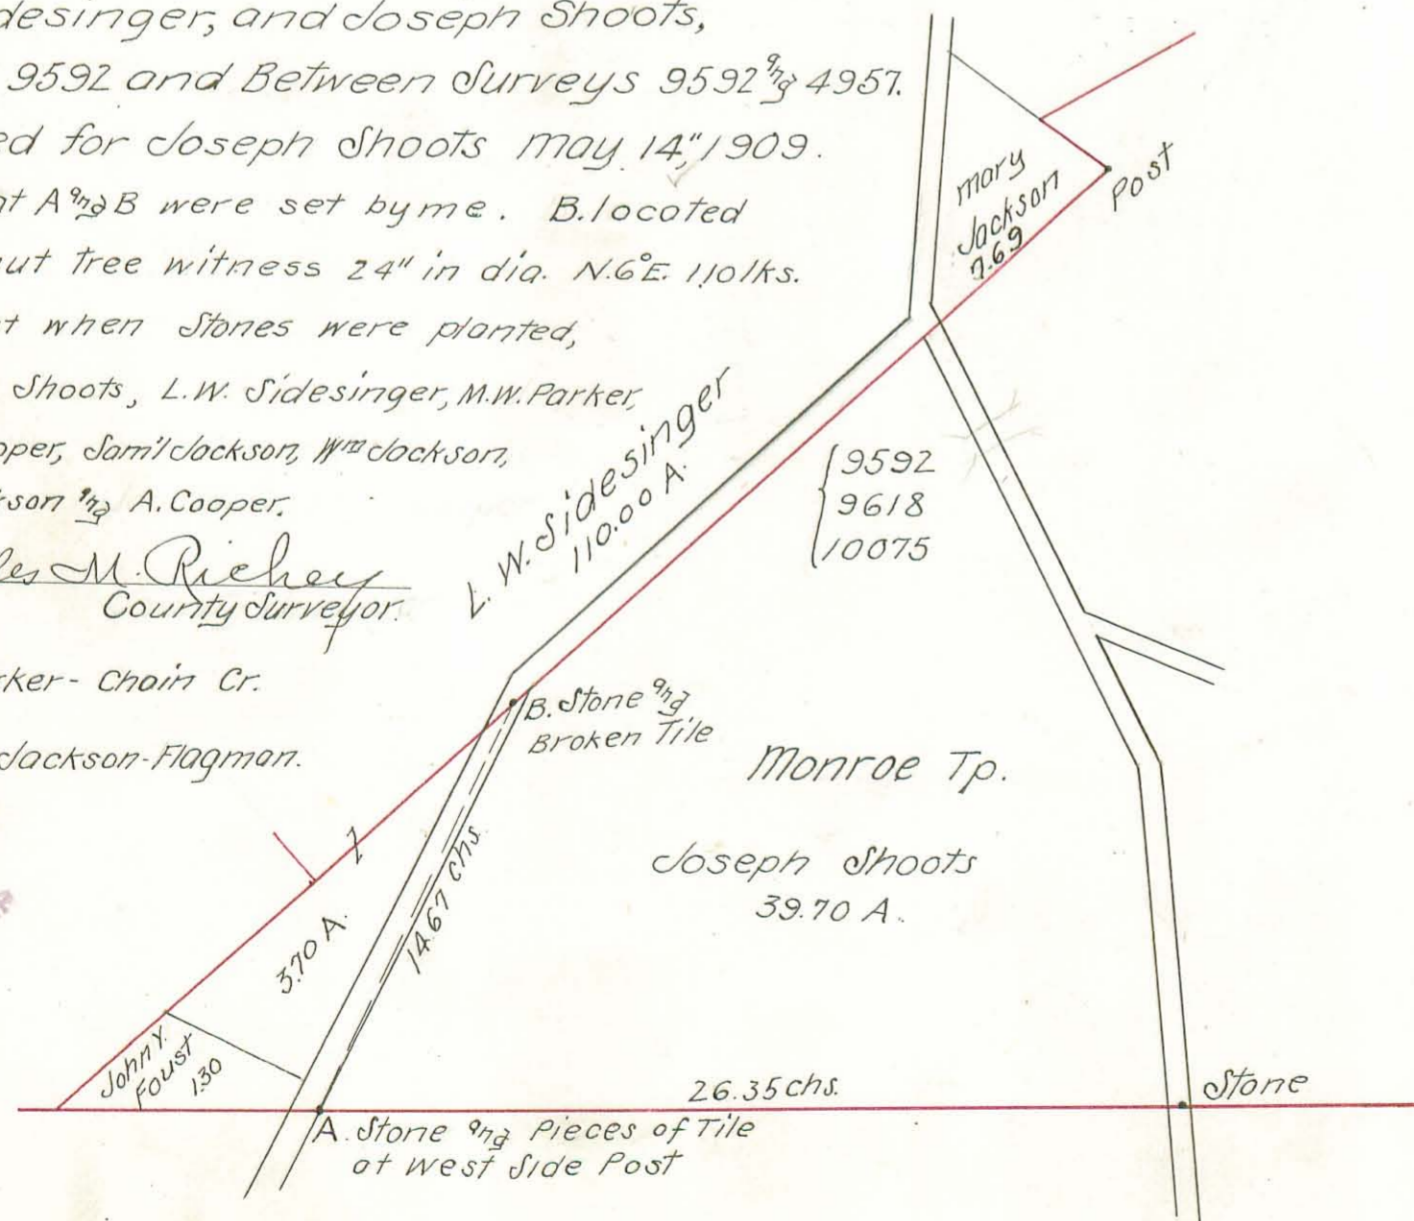 desinger, and Joseph Shoots,
9592 and Between Surveys 9592 and 4957.
ed for Joseph Shoots May 14," 1909.
nt A and B were set by me. B. located
ut Tree witness 24" in dia. N.6°E. 110 lks.
t when Stones were planted,
Shoots, L.W. Sidesinger, M.W. Parker,
oper, Sam'l Jackson, Wm Jackson,
kson and A. Cooper.
les M. Richey
County Surveyor.
rker - Chain Cr.
Jackson - Flagman.
Mary
Jackson
7.69
Post
L. W. Sidesinger
110.00 A.
9592
9618
10075
B. Stone and
Broken Tile
Monroe Tp.
Joseph Shoots
39.70 A.
14.67 chs.
3.70 A.
John Y.
Foust
1.30
26.35 chs.
Stone
A. Stone and Pieces of Tile
at West Side Post